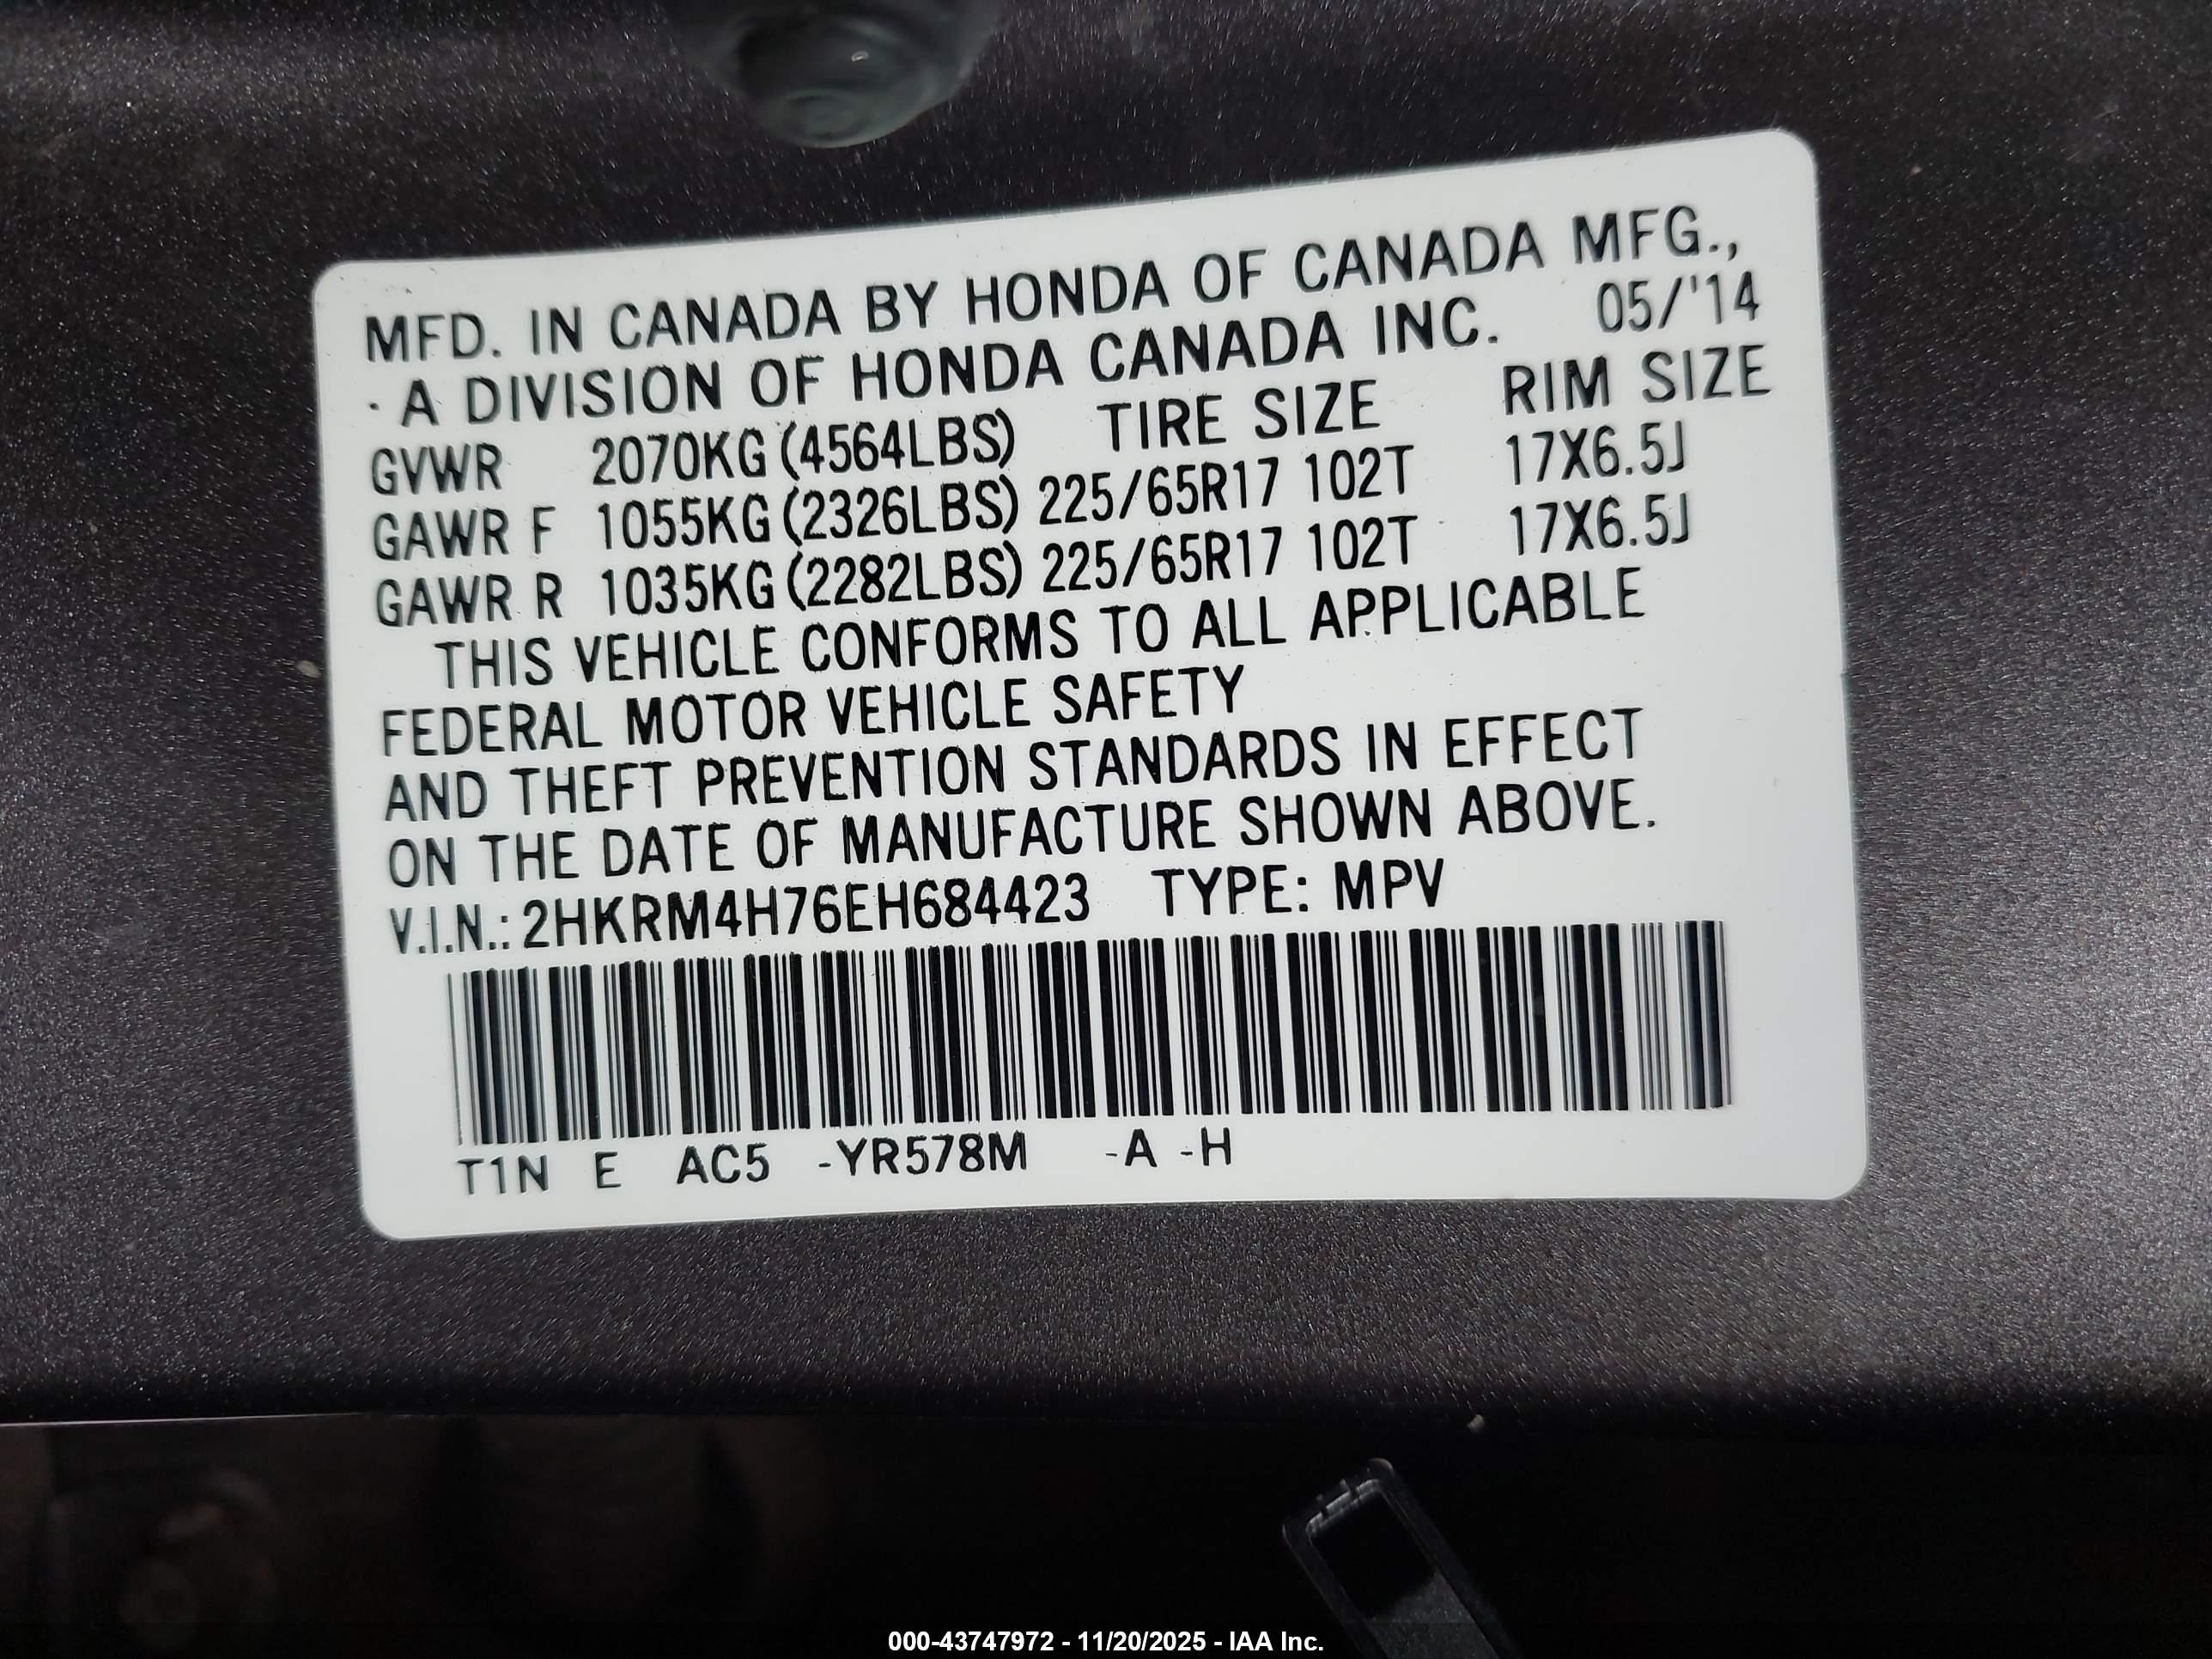 MFD. IN CANADA BY HONDA OF CANADA MFG.,
· A DIVISION OF HONDA CANADA INC. 05/'14
GVWR 2070KG (4564LBS) TIRE SIZE RIM SIZE
GAWR F 1055KG (2326LBS) 225/65R17 102T 17X6.5J
GAWR R 1035KG (2282LBS) 225/65R17 102T 17X6.5J
THIS VEHICLE CONFORMS TO ALL APPLICABLE
FEDERAL MOTOR VEHICLE SAFETY
AND THEFT PREVENTION STANDARDS IN EFFECT
ON THE DATE OF MANUFACTURE SHOWN ABOVE.
V.I.N.: 2HKRM4H76EH684423 TYPE: MPV
T1N E AC5 -YR578M -A -H
000-43747972 - 11/20/2025 - IAA Inc.